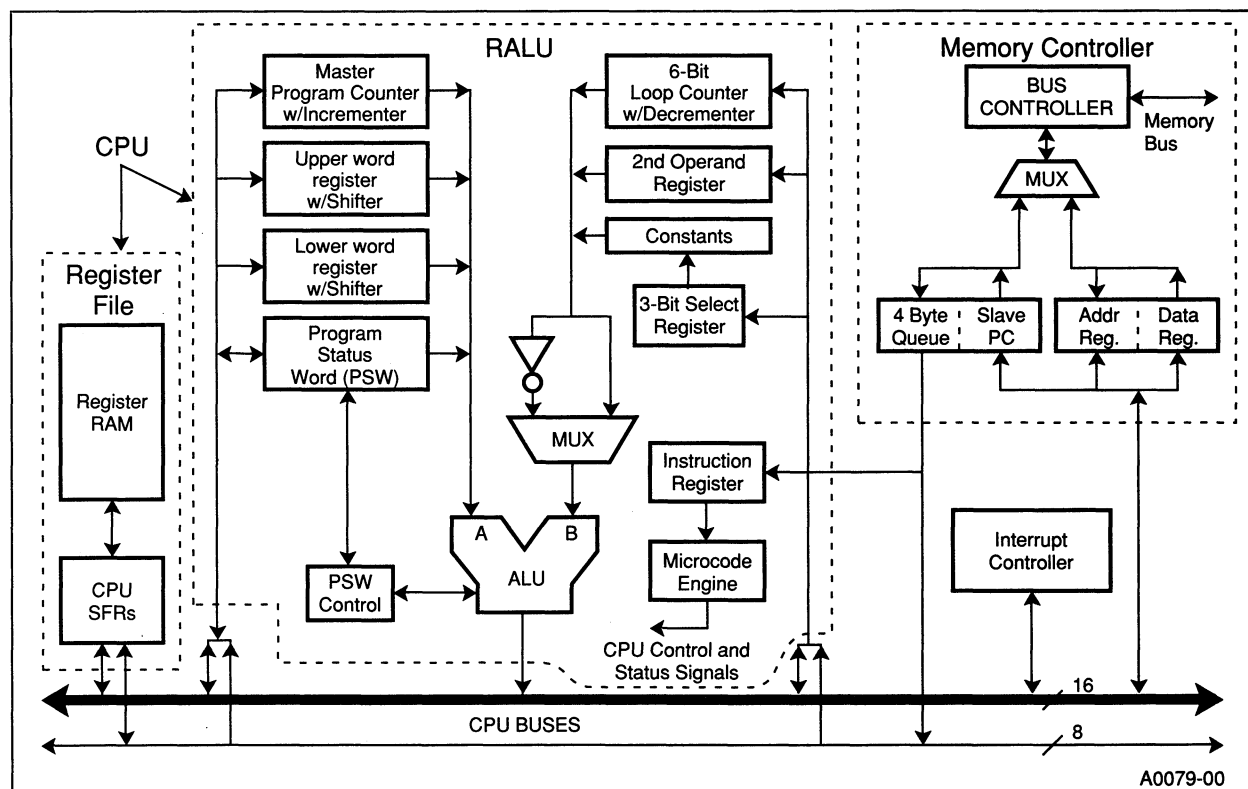 RALU
Memory Controller
Master
Program Counter
w/Incrementer
6-Bit
Loop Counter
w/Decrementer
BUS
CONTROLLER
Memory
Bus
CPU
Upper word
register
w/Shifter
2nd Operand
Register
MUX
Constants
Register
File
Lower word
register
w/Shifter
3-Bit Select
Register
4 Byte
Queue
Slave
PC
Addr
Reg.
Data
Reg.
Program
Status
Word (PSW)
Register
RAM
MUX
Instruction
Register
A
B
ALU
Interrupt
Controller
CPU
SFRs
PSW
Control
Microcode
Engine
CPU Control and
Status Signals
16
CPU BUSES
8
A0079-00